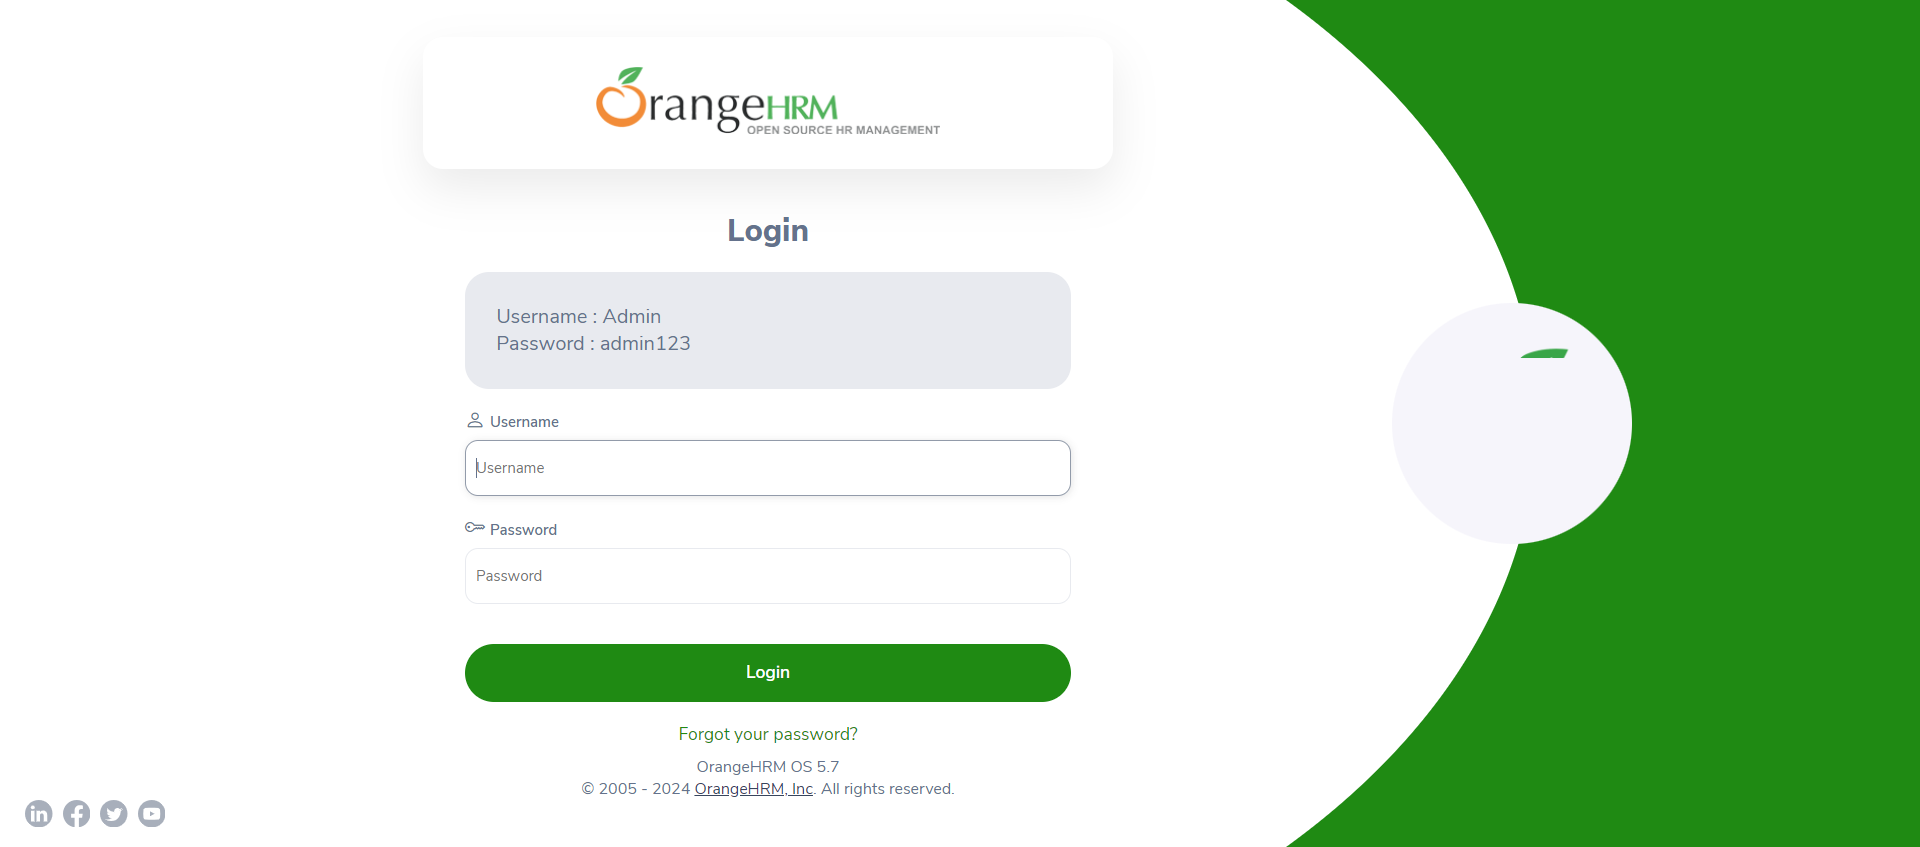 OrangeHRM
OPEN SOURCE HR MANAGEMENT
Login
Username : Admin
Password : admin123
Username
Username
Password
Password
Login
Forgot your password?
OrangeHRM OS 5.7
© 2005 - 2024 OrangeHRM, Inc. All rights reserved.